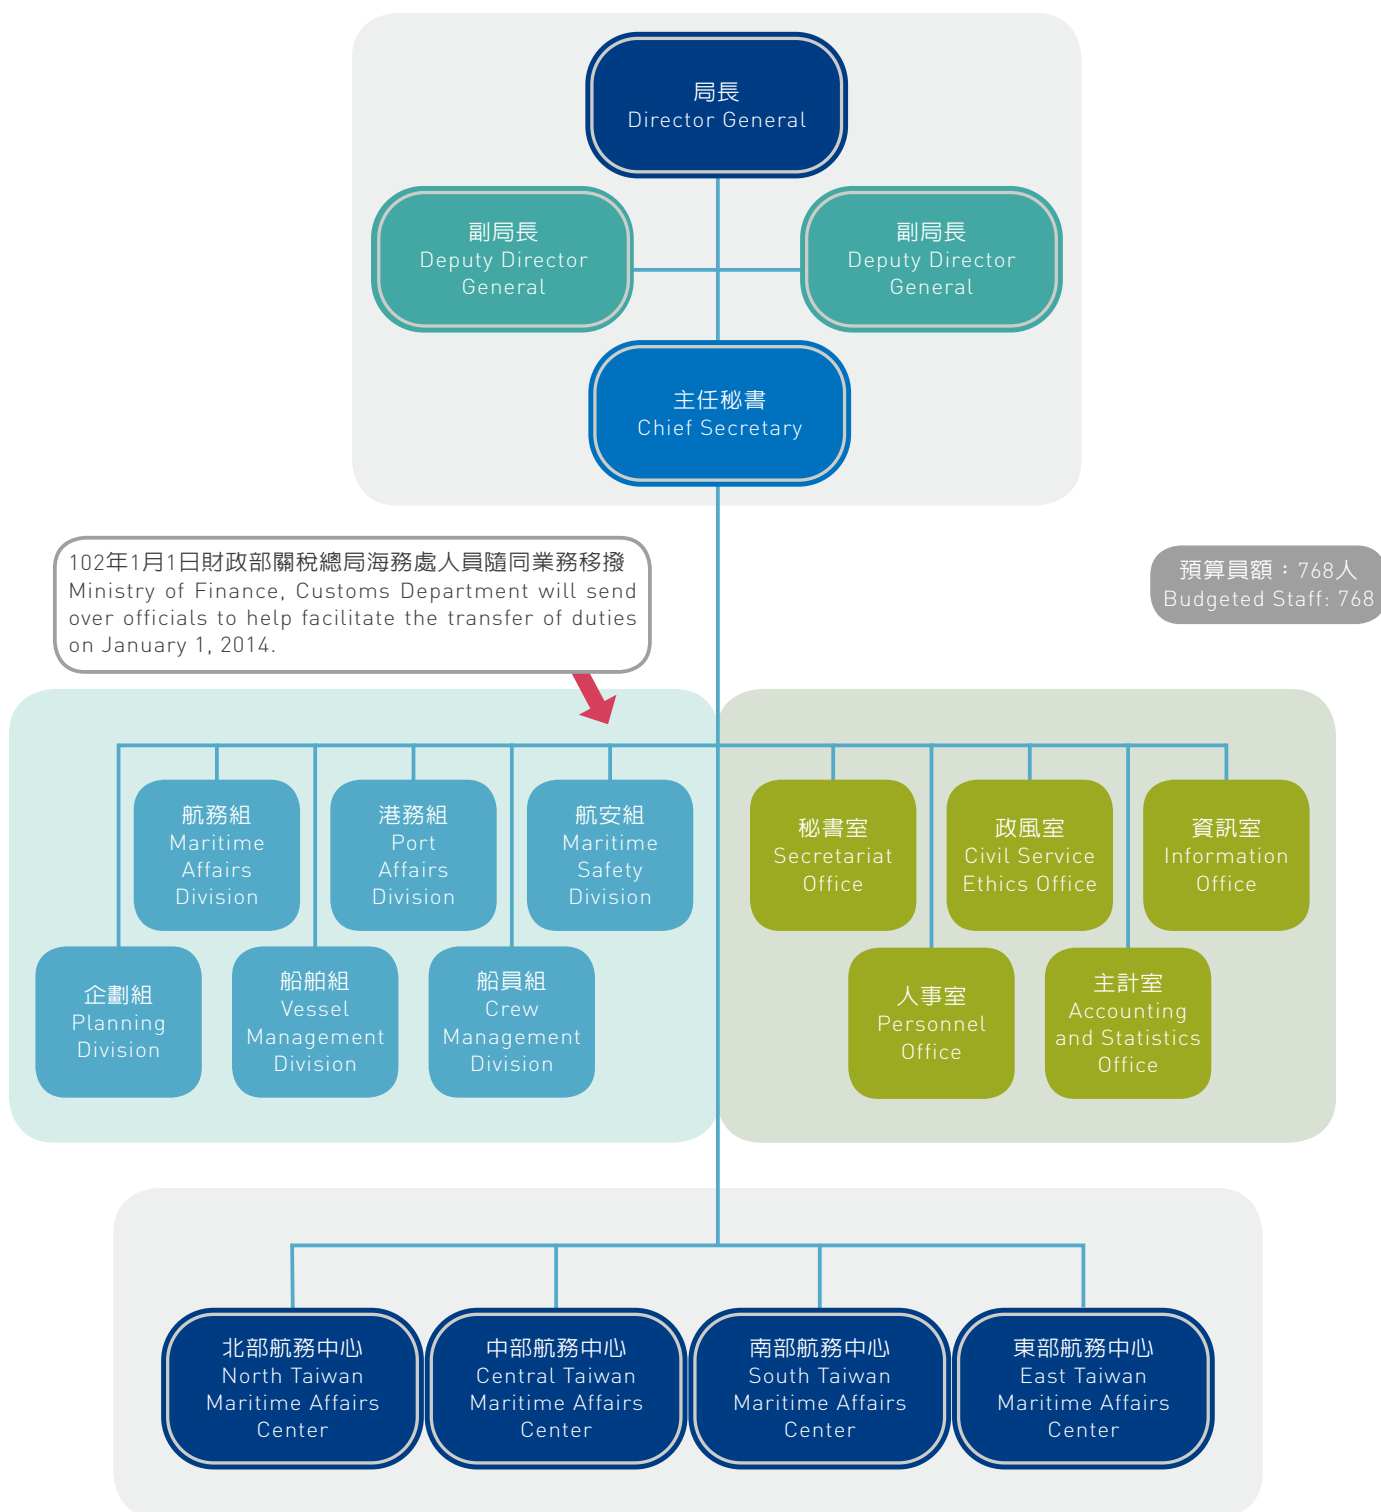 局長
Director General
副局長
Deputy Director
General
副局長
Deputy Director
General
主任秘書
Chief Secretary
102年1月1日財政部關稅總局海務處人員隨同業務移撥
Ministry of Finance, Customs Department will send
over officials to help facilitate the transfer of duties
on January 1, 2014.
預算員額：768人
Budgeted Staff: 768
航務組
Maritime
Affairs
Division
港務組
Port
Affairs
Division
航安組
Maritime
Safety
Division
秘書室
Secretariat
Office
政風室
Civil Service
Ethics Office
資訊室
Information
Office
企劃組
Planning
Division
船舶組
Vessel
Management
Division
船員組
Crew
Management
Division
人事室
Personnel
Office
主計室
Accounting
and Statistics
Office
北部航務中心
North Taiwan
Maritime Affairs
Center
中部航務中心
Central Taiwan
Maritime Affairs
Center
南部航務中心
South Taiwan
Maritime Affairs
Center
東部航務中心
East Taiwan
Maritime Affairs
Center